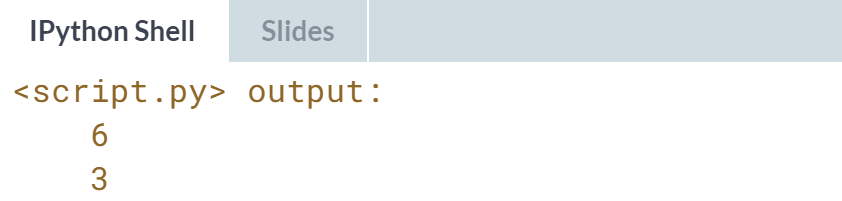 IPython Shell Slides
<script.py> output:
6
3